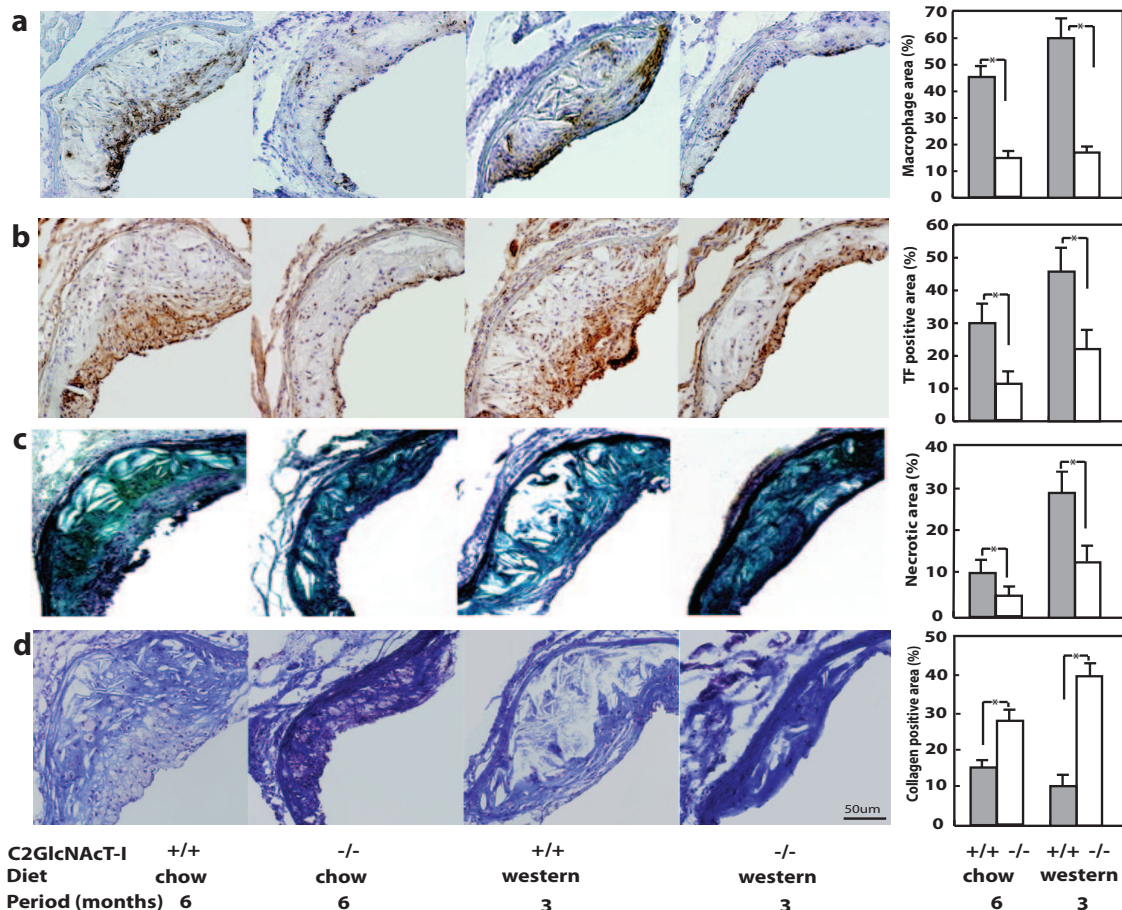 a
70
60
50
40
30
20
10
0
Macrophage area (%)
*
*
b
60
50
40
30
20
10
0
TF positive area (%)
*
*
c
40
30
20
10
0
Necrotic area (%)
*
*
d
50
40
30
20
10
0
Collagen positive area (%)
*
*
50um
C2GlcNAcT-I +/+ -/- +/+ -/- +/+ -/- +/+ -/-
Diet chow chow western western chow western
Period (months) 6 6 3 3 6 3